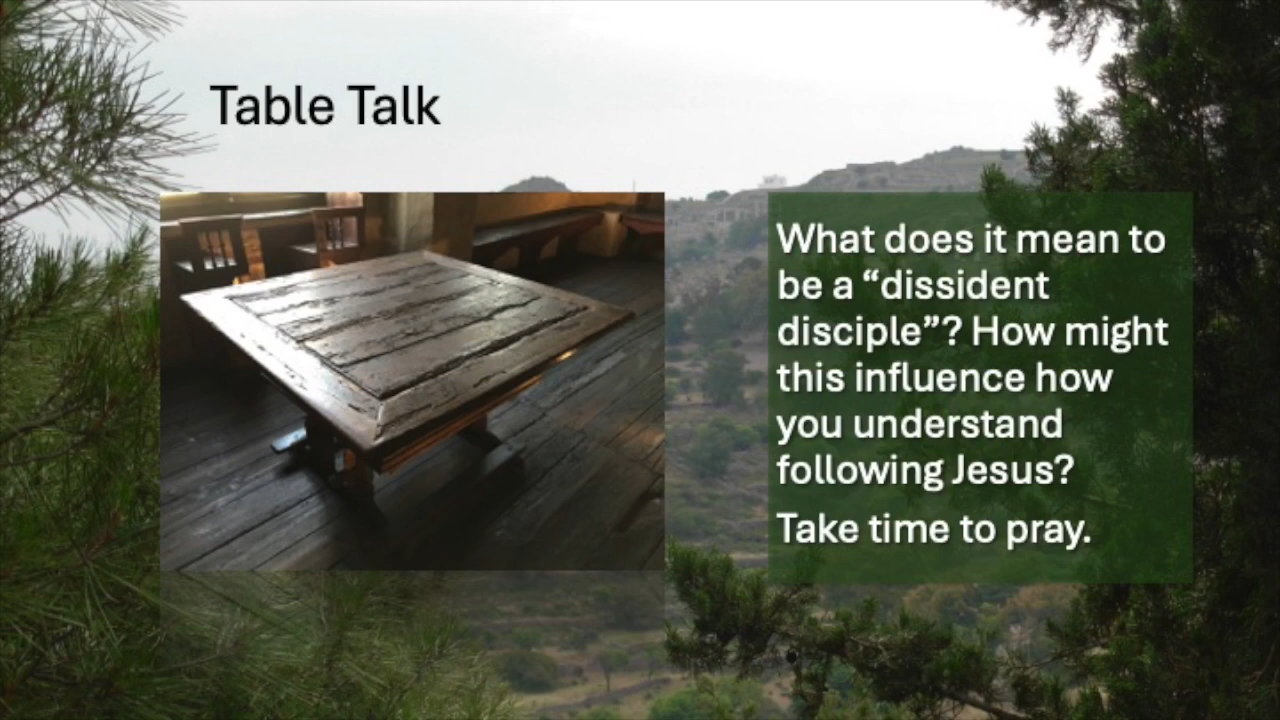 Table Talk
What does it mean to
be a “dissident
disciple”? How might
this influence how
you understand
following Jesus?
Take time to pray.